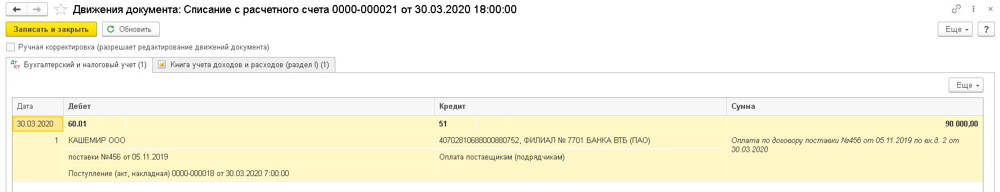 Движения документа: Списание с расчетного счета 0000-000021 от 30.03.2020 18:00:00
Записать и закрыть Обновить Еще ?
Ручная корректировка (разрешает редактирование движений документа)
Дт Кт Бухгалтерский и налоговый учет (1) Книга учета доходов и расходов (раздел I) (1)
Еще
Дата Дебет Кредит Сумма
30.03.2020 60.01 51 90 000,00
1 КАШЕМИР ООО 40702810688000880752, ФИЛИАЛ № 7701 БАНКА ВТБ (ПАО) Оплата по договору поставки №456 от 05.11.2019 по вх.д. 2 от
30.03.2020
поставки №456 от 05.11.2019 Оплата поставщикам (подрядчикам)
Поступление (акт, накладная) 0000-000018 от 30.03.2020 7:00:00